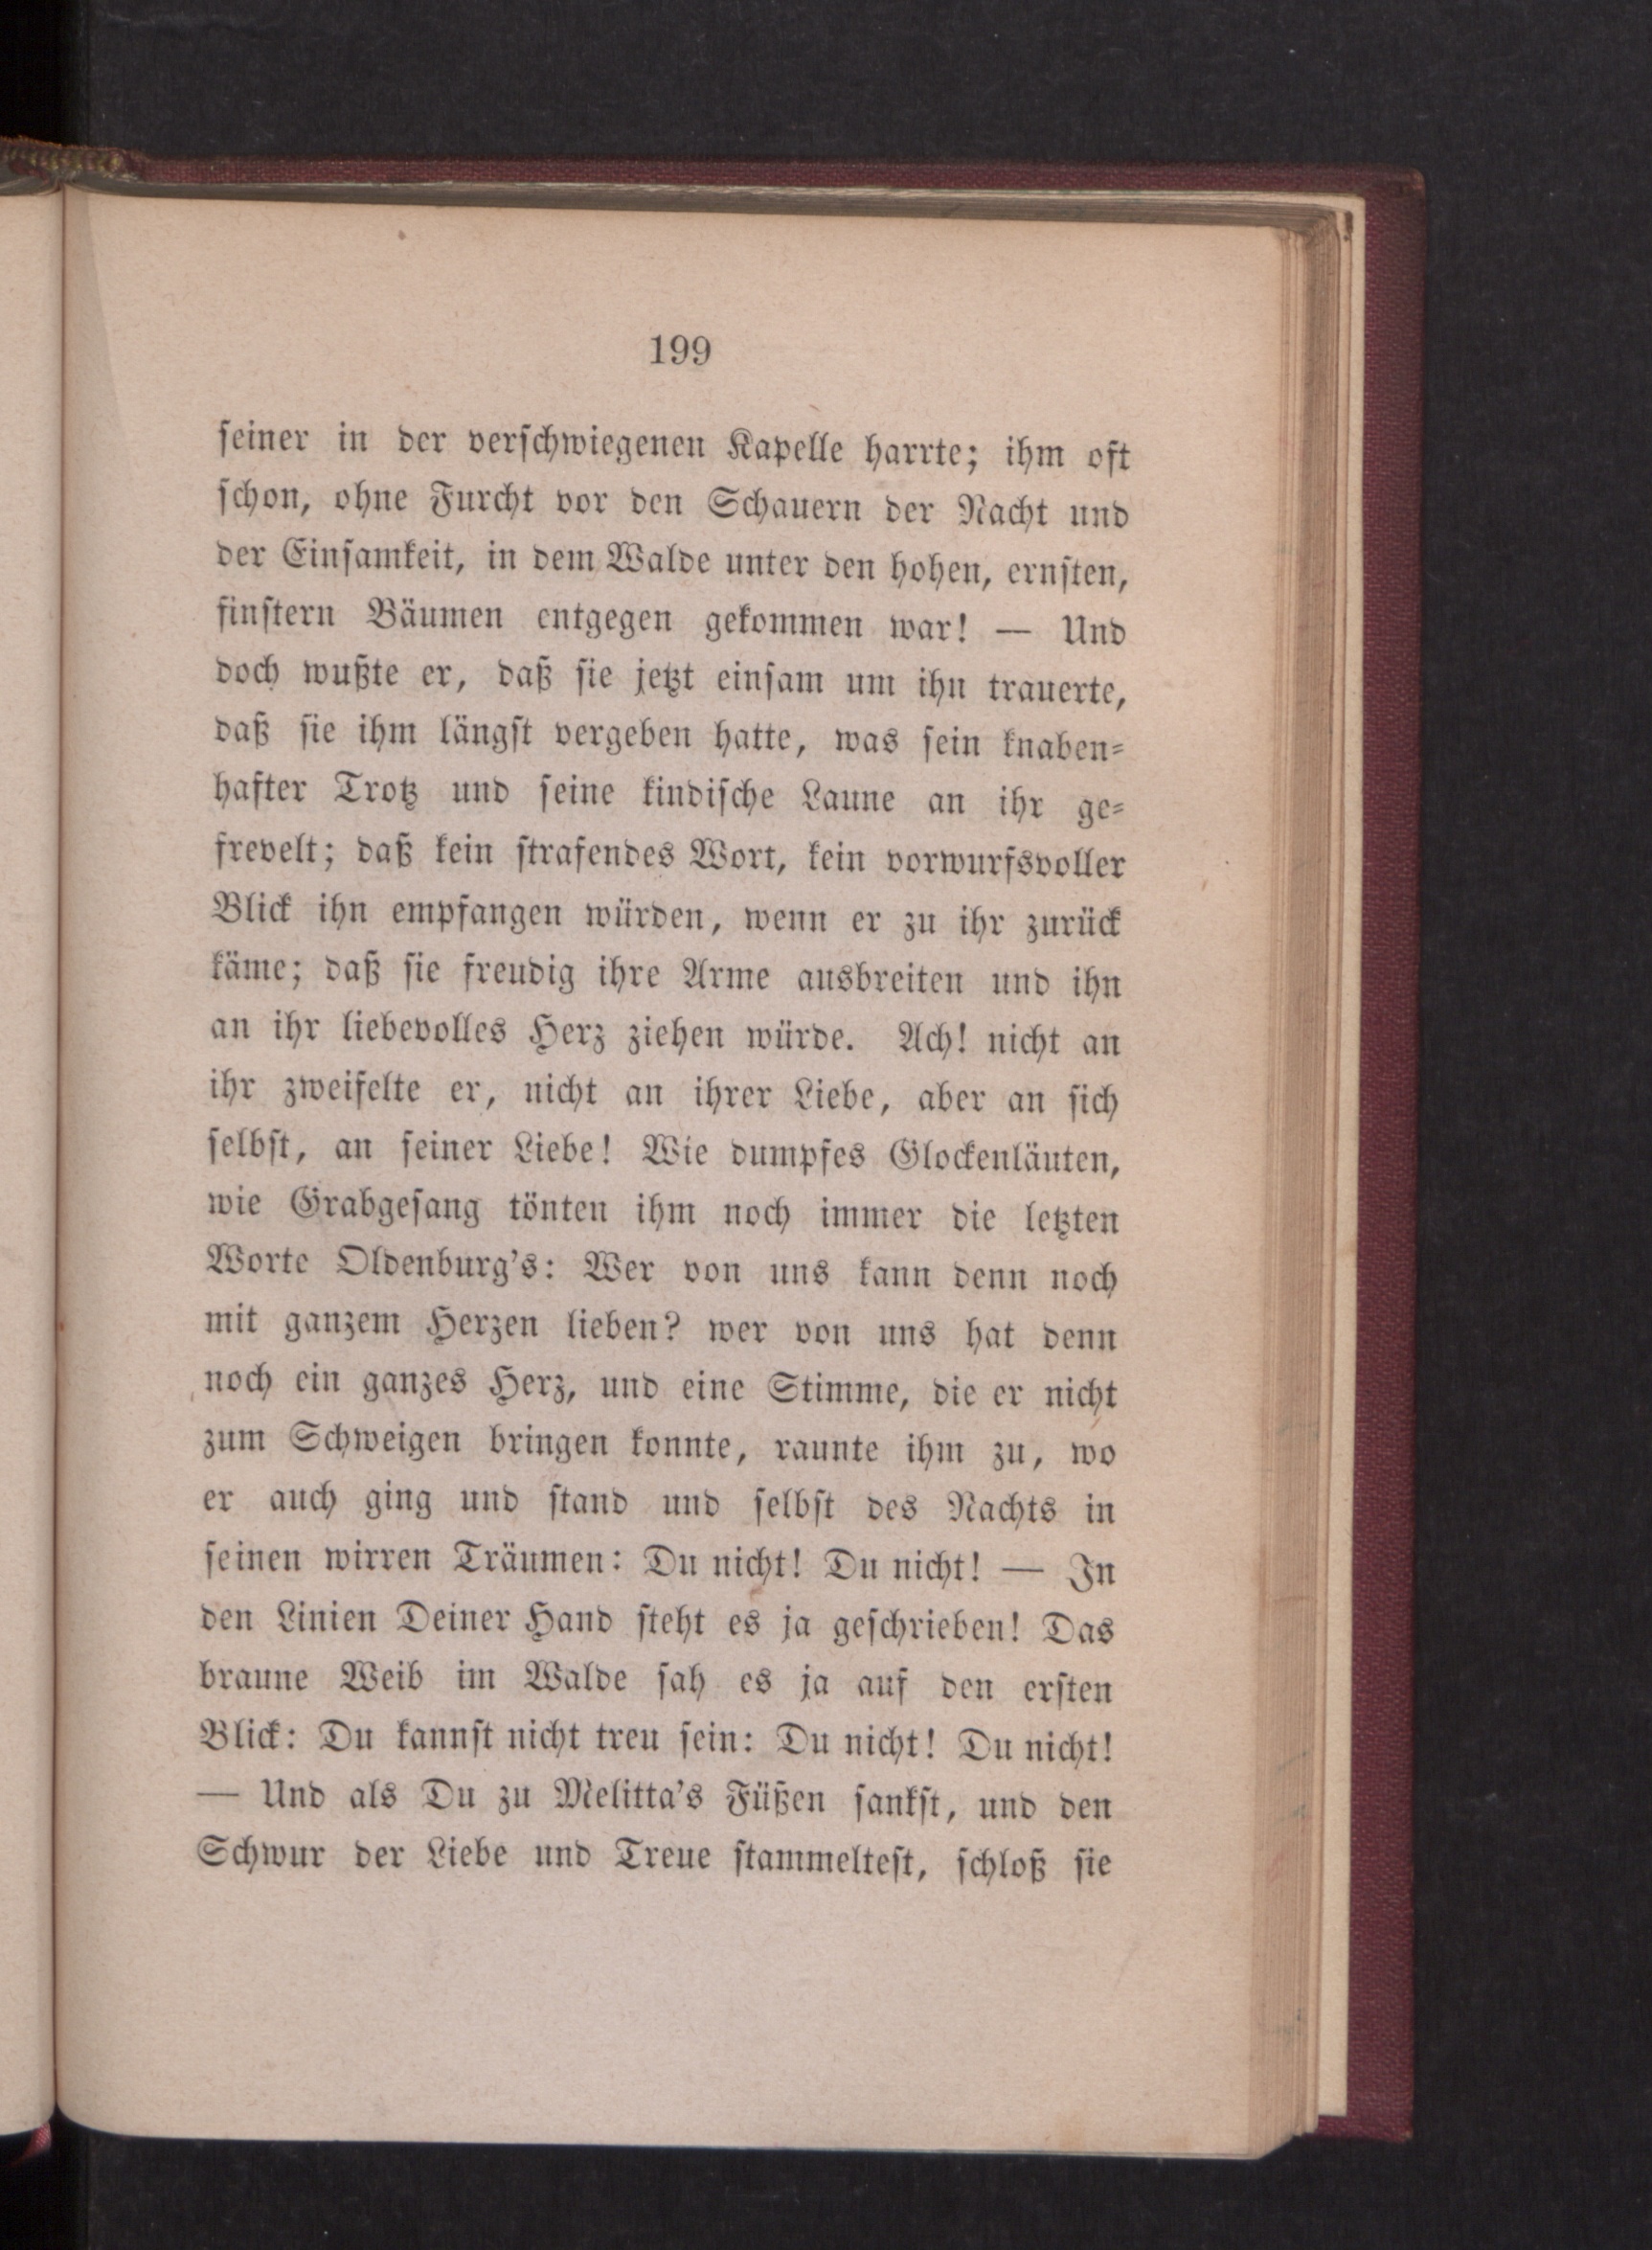 199
seiner in der verschwiegenen Kapelle harrte; ihm oft
schon, ohne Furcht vor den Schauern der Nacht und
der Einsamkeit, in dem Walde unter den hohen, ernsten,
finstern Bäumen entgegen gekommen war! — Und
doch wußte er, daß sie jetzt einsam um ihn trauerte,
daß sie ihm längst vergeben hatte, was sein knaben-
hafter Trotz und seine kindische Laune an ihr ge-
frevelt; daß kein strafendes Wort, kein vorwurfsvoller
Blick ihn empfangen würden, wenn er zu ihr zurück
käme; daß sie freudig ihre Arme ausbreiten und ihn
an ihr liebevolles Herz ziehen würde. Ach! nicht an
ihr zweifelte er, nicht an ihrer Liebe, aber an sich
selbst, an seiner Liebe! Wie dumpfes Glockenläuten,
wie Grabgesang tönten ihm noch immer die letzten
Worte Oldenburg's: Wer von uns kann denn noch
mit ganzem Herzen lieben? wer von uns hat denn
noch ein ganzes Herz, und eine Stimme, die er nicht
zum Schweigen bringen konnte, raunte ihm zu, wo
er auch ging und stand und selbst des Nachts in
seinen wirren Träumen: Du nicht! Du nicht! — In
den Linien Deiner Hand steht es ja geschrieben! Das
braune Weib im Walde sah es ja auf den ersten
Blick: Du kannst nicht treu sein: Du nicht! Du nicht!
— Und als Du zu Melitta's Füßen sankst, und den
Schwur der Liebe und Treue stammeltest, schloß sie